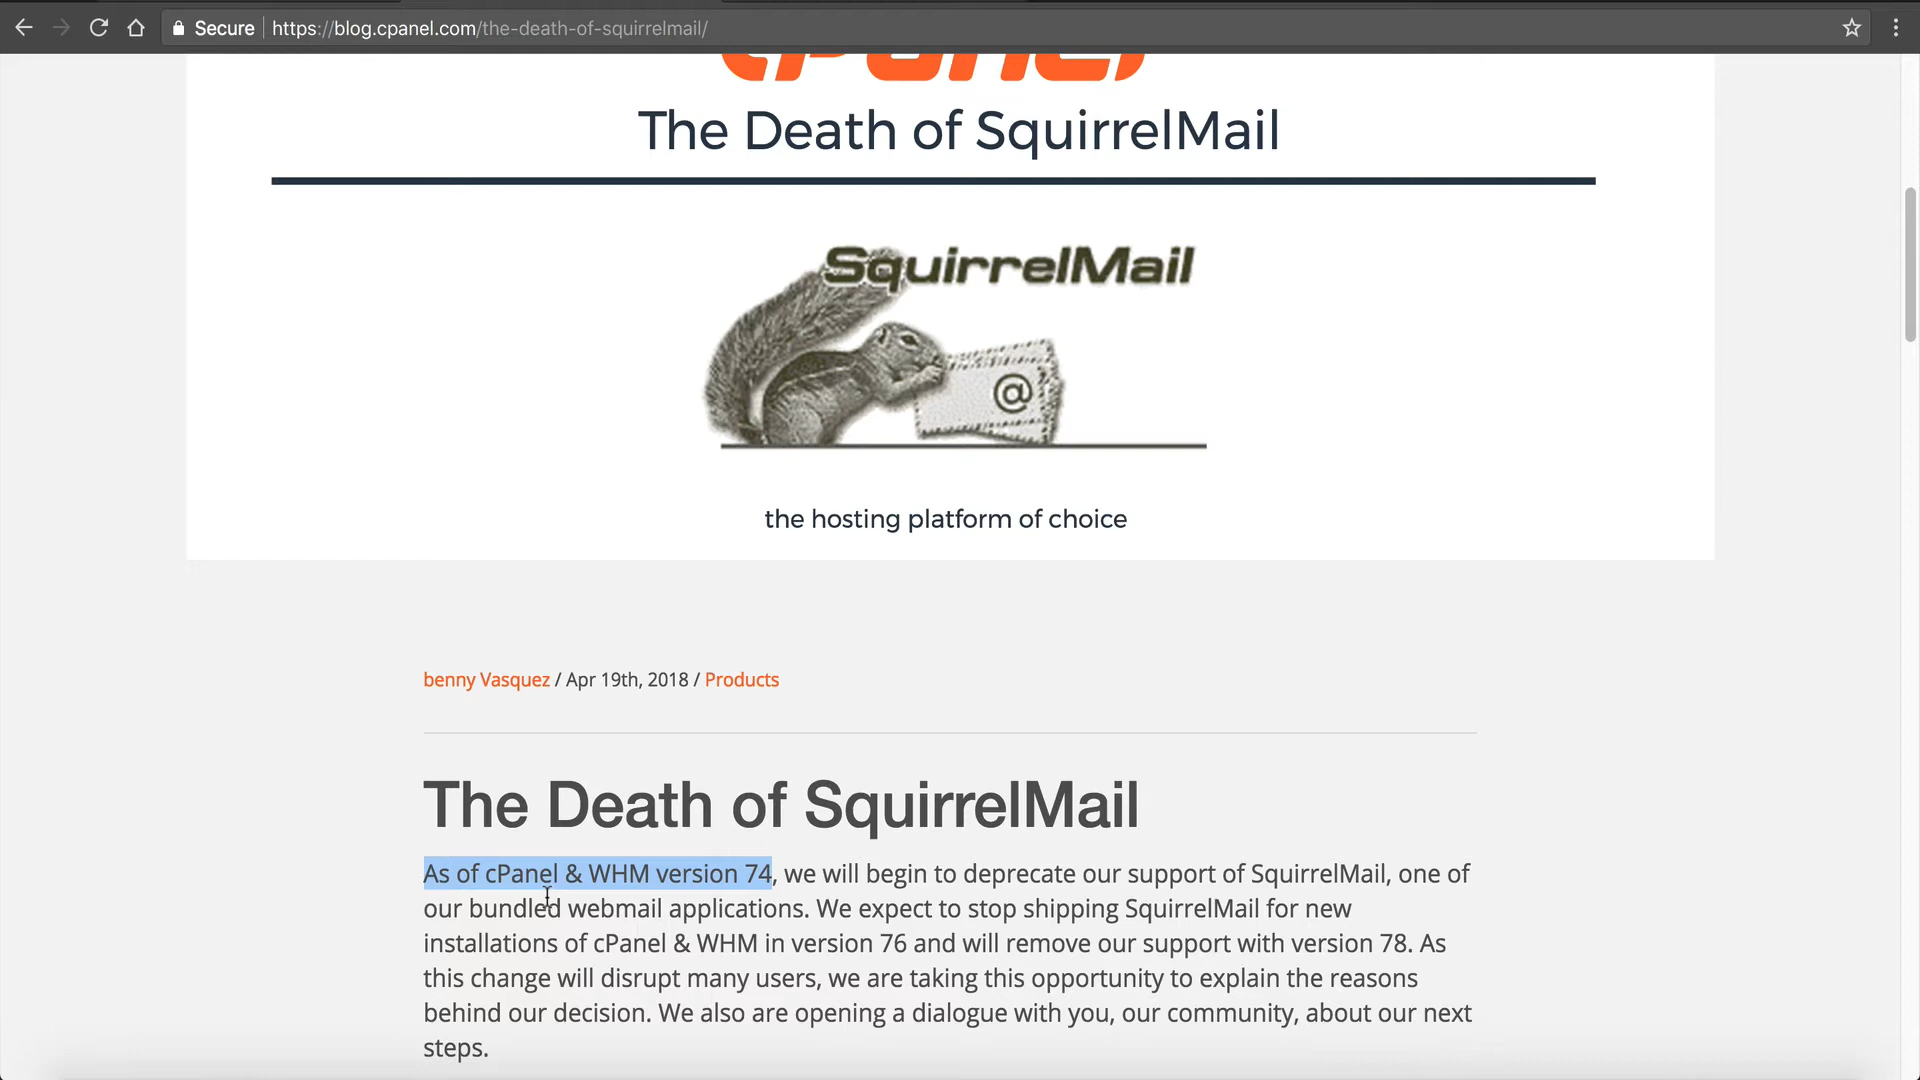 Secure https://blog.cpanel.com/the-death-of-squirrelmail/
cPanel
The Death of SquirrelMail
SquirrelMail
@
the hosting platform of choice
benny Vasquez / Apr 19th, 2018 / Products
The Death of SquirrelMail
As of cPanel & WHM version 74, we will begin to deprecate our support of SquirrelMail, one of
our bundled webmail applications. We expect to stop shipping SquirrelMail for new
installations of cPanel & WHM in version 76 and will remove our support with version 78. As
this change will disrupt many users, we are taking this opportunity to explain the reasons
behind our decision. We also are opening a dialogue with you, our community, about our next
steps.